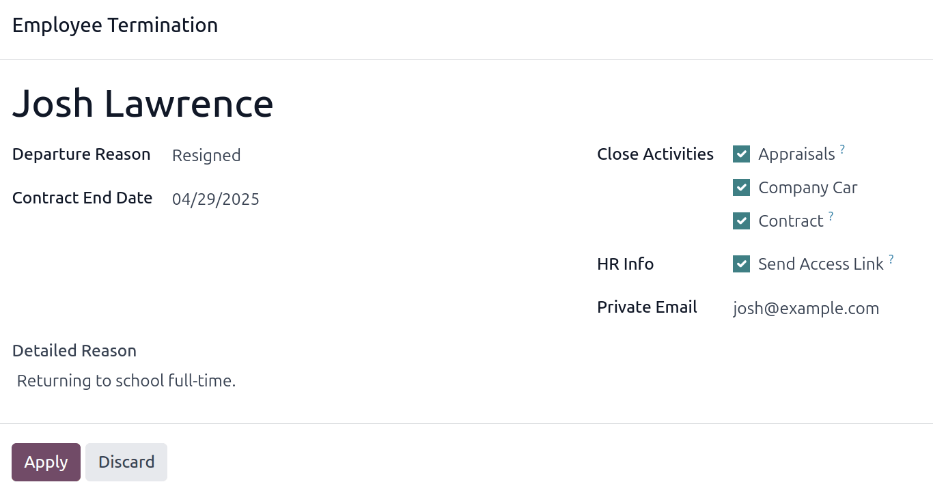 Employee Termination
Josh Lawrence
Departure Reason Resigned
Contract End Date 04/29/2025
Close Activities Appraisals ?
Company Car
Contract ?
HR Info Send Access Link ?
Private Email josh@example.com
Detailed Reason
Returning to school full-time.
Apply Discard